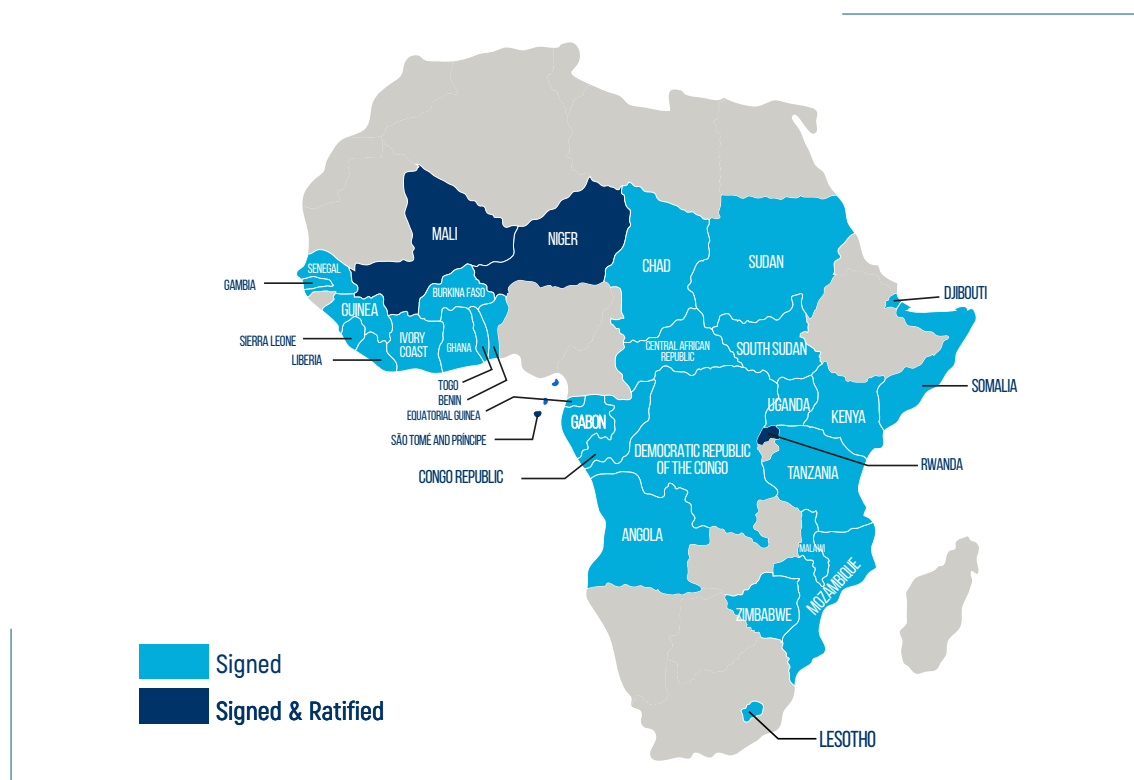 MALI
NIGER
CHAD
SUDAN
SENEGAL
GAMBIA
BURKINA FASO
DJIBOUTI
GUINEA
SIERRA LEONE
IVORY
COAST
GHANA
CENTRAL AFRICAN
REPUBLIC
SOUTH SUDAN
LIBERIA
TOGO
BENIN
SOMALIA
EQUATORIAL GUINEA
UGANDA
KENYA
GABON
SÃO TOMÉ AND PRÍNCIPE
DEMOCRATIC REPUBLIC
OF THE CONGO
RWANDA
CONGO REPUBLIC
TANZANIA
ANGOLA
MALAWI
MOZAMBIQUE
ZIMBABWE
Signed
Signed & Ratified
LESOTHO